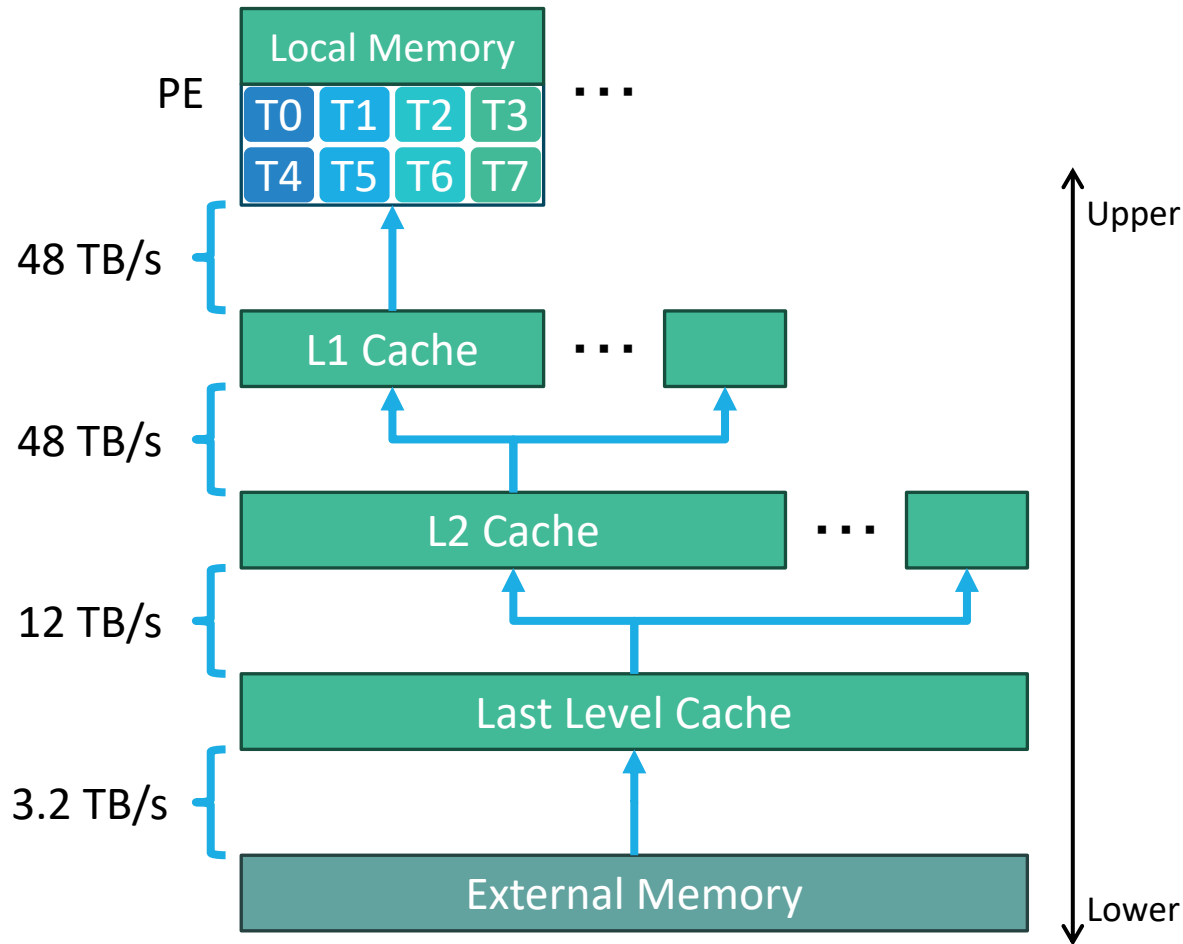 Local Memory
PE
...
T0 T1 T2 T3
T4 T5 T6 T7
Upper
48 TB/s
L1 Cache ...
48 TB/s
L2 Cache ...
12 TB/s
Last Level Cache
3.2 TB/s
External Memory
Lower